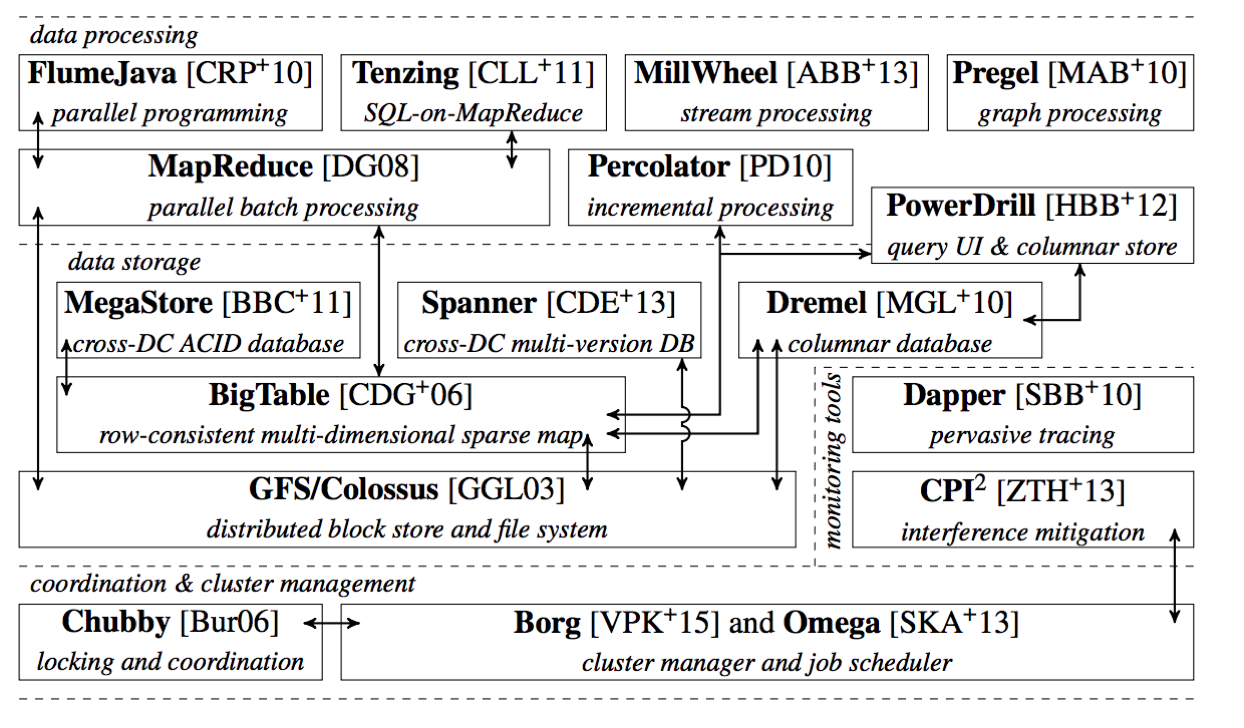 data processing
FlumeJava [CRP+10]
parallel programming
Tenzing [CLL+11]
SQL-on-MapReduce
MillWheel [ABB+13]
stream processing
Pregel [MAB+10]
graph processing
MapReduce [DG08]
parallel batch processing
Percolator [PD10]
incremental processing
PowerDrill [HBB+12]
query UI & columnar store
data storage
MegaStore [BBC+11]
cross-DC ACID database
Spanner [CDE+13]
cross-DC multi-version DB
Dremel [MGL+10]
columnar database
BigTable [CDG+06]
row-consistent multi-dimensional sparse map
GFS/Colossus [GGL03]
distributed block store and file system
monitoring tools
Dapper [SBB+10]
pervasive tracing
CPI2 [ZTH+13]
interference mitigation
coordination & cluster management
Chubby [Bur06]
locking and coordination
Borg [VPK+15] and Omega [SKA+13]
cluster manager and job scheduler